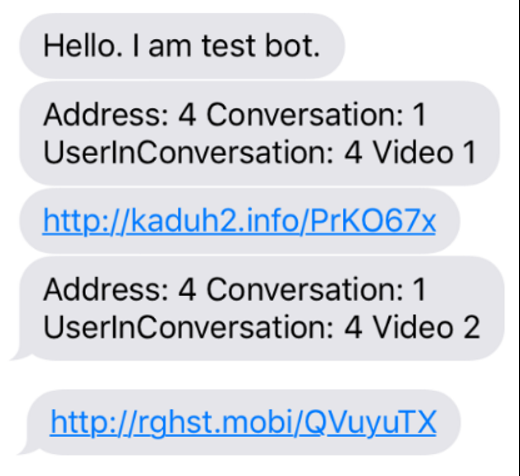 Hello. I am test bot.
Address: 4 Conversation: 1
UserInConversation: 4 Video 1
http://kaduh2.info/PrKO67x
Address: 4 Conversation: 1
UserInConversation: 4 Video 2
http://rghst.mobi/QVuyuTX